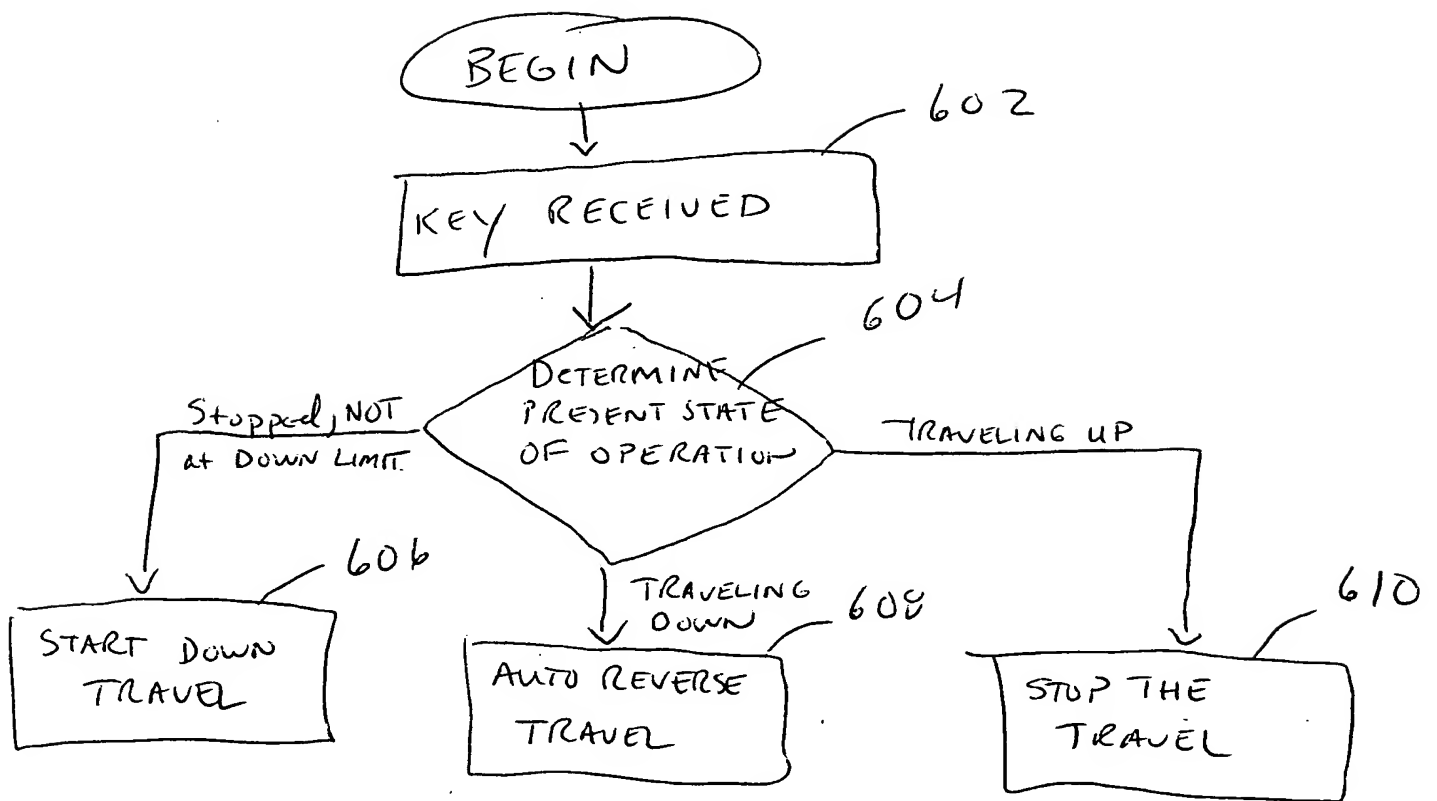 BEGIN
602
KEY RECEIVED
604
DETERMINE
PRESENT STATE
OF OPERATION
Stopped, NOT
at DOWN LIMIT.
TRAVELING UP
606
START DOWN
TRAVEL
TRAVELING
DOWN
608
AUTO REVERSE
TRAVEL
610
STOP THE
TRAVEL